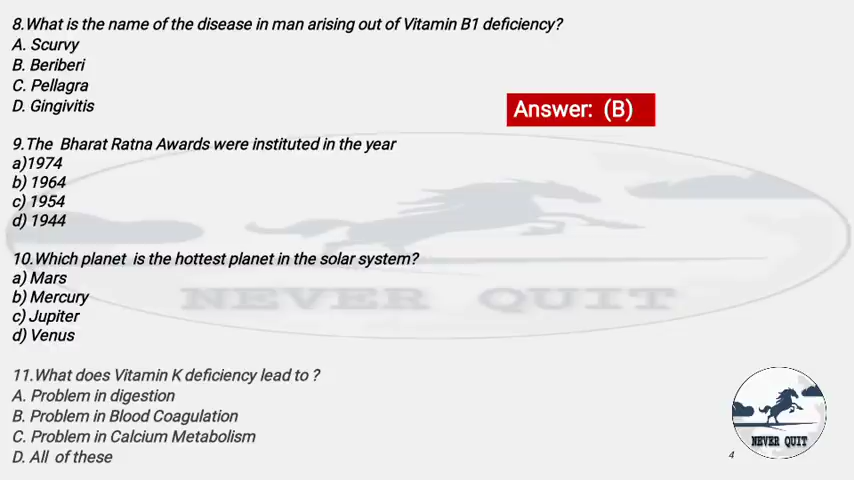 8.What is the name of the disease in man arising out of Vitamin B1 deficiency?
A. Scurvy
B. Beriberi
C. Pellagra
D. Gingivitis
Answer: (B)
9.The Bharat Ratna Awards were instituted in the year
a)1974
b) 1964
c) 1954
d) 1944
10.Which planet is the hottest planet in the solar system?
a) Mars
b) Mercury
c) Jupiter
d) Venus
NEVER QUIT
11.What does Vitamin K deficiency lead to ?
A. Problem in digestion
B. Problem in Blood Coagulation
C. Problem in Calcium Metabolism
D. All of these
NEVER QUIT
4